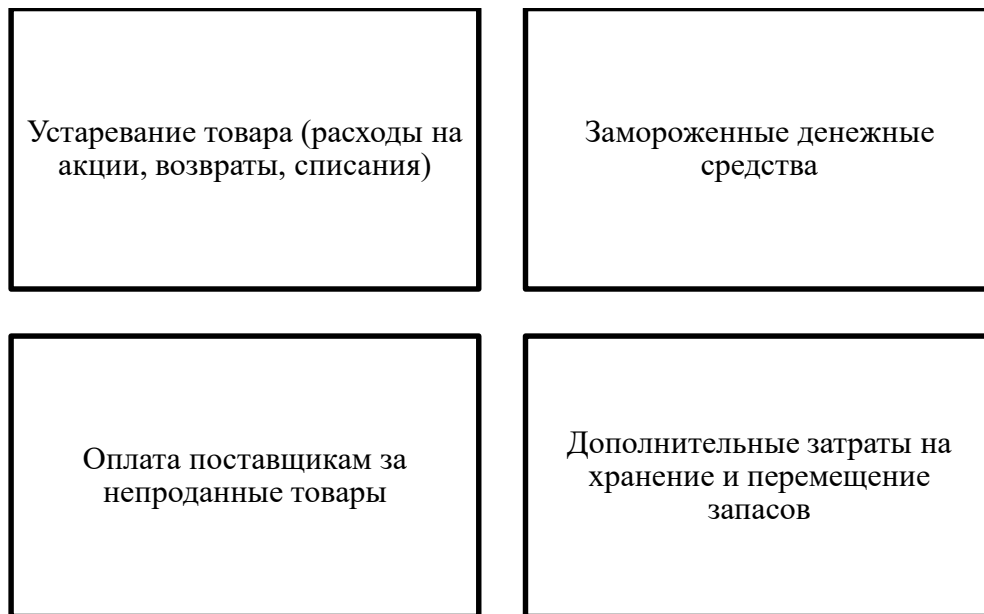 Устаревание товара (расходы на
акции, возвраты, списания)
Замороженные денежные
средства
Оплата поставщикам за
непроданные товары
Дополнительные затраты на
хранение и перемещение
запасов